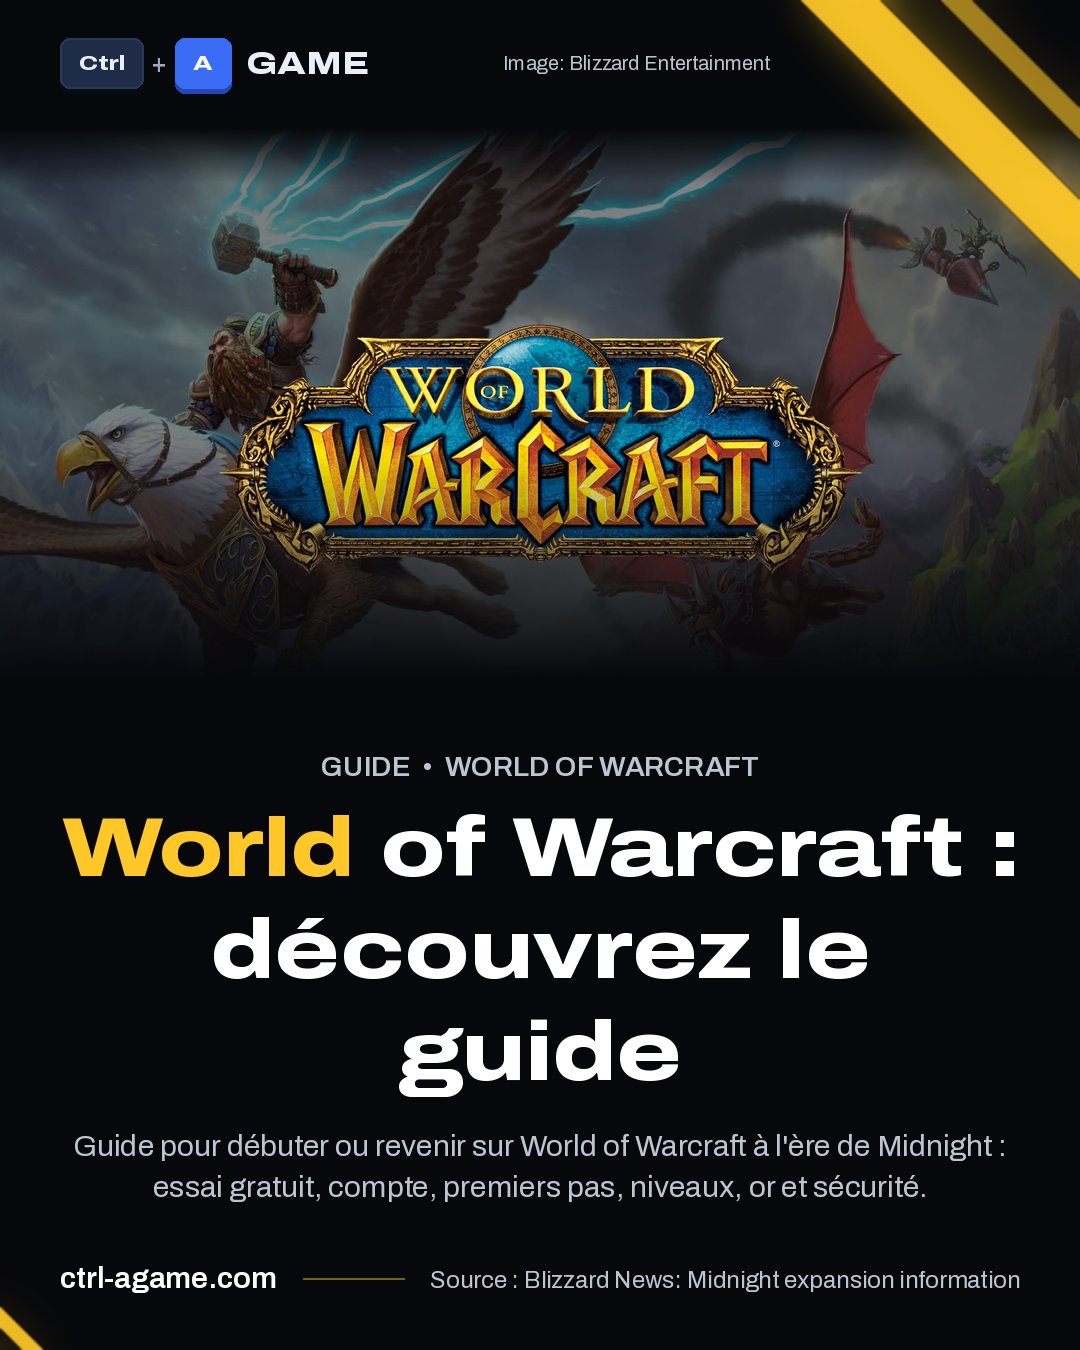 Ctrl + A GAME
Image: Blizzard Entertainment
WORLD OF WARCRAFT®
GUIDE • WORLD OF WARCRAFT
World of Warcraft :
découvrez le
guide
Guide pour débuter ou revenir sur World of Warcraft à l'ère de Midnight :
essai gratuit, compte, premiers pas, niveaux, or et sécurité.
ctrl-agame.com
Source : Blizzard News: Midnight expansion information